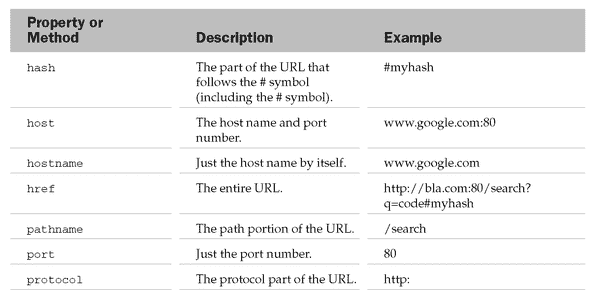 Property or
Method Description Example
hash The part of the URL that #myhash
follows the # symbol
(including the # symbol).
host The host name and port www.google.com:80
number.
hostname Just the host name by itself. www.google.com
href The entire URL. http://bla.com:80/search?
q=code#myhash
pathname The path portion of the URL. /search
port Just the port number. 80
protocol The protocol part of the URL. http: